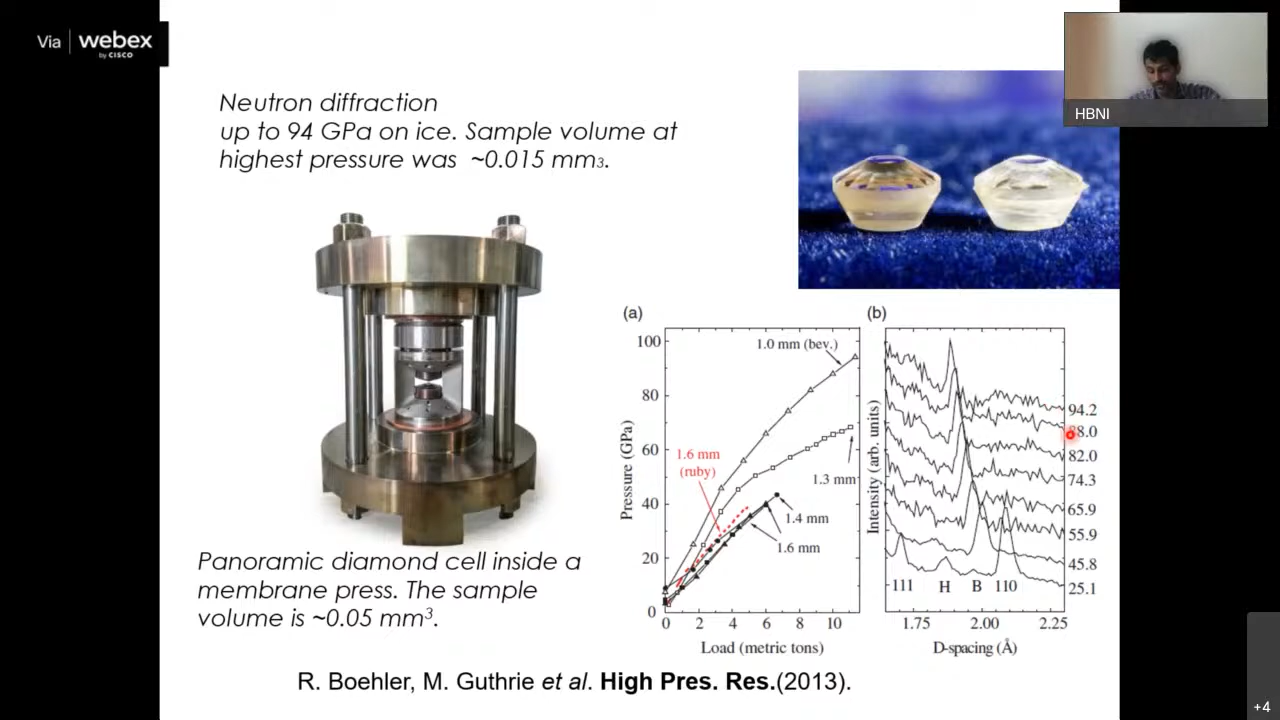 Via | webex
by CISCO
HBNI
Neutron diffraction
up to 94 GPa on ice. Sample volume at
highest pressure was ~0.015 mm₃.
(a)
(b)
100
80
60
40
20
0
Pressure (GPa)
1.0 mm (bev.)
1.6 mm
(ruby)
1.3 mm
1.4 mm
1.6 mm
0 2 4 6 8 10
Load (metric tons)
Intensity (arb. units)
94.2
88.0
82.0
74.3
65.9
55.9
45.8
25.1
111 H B 110
1.75 2.00 2.25
D-spacing (Å)
Panoramic diamond cell inside a
membrane press. The sample
volume is ~0.05 mm³.
R. Boehler, M. Guthrie et al. High Pres. Res.(2013).
+4